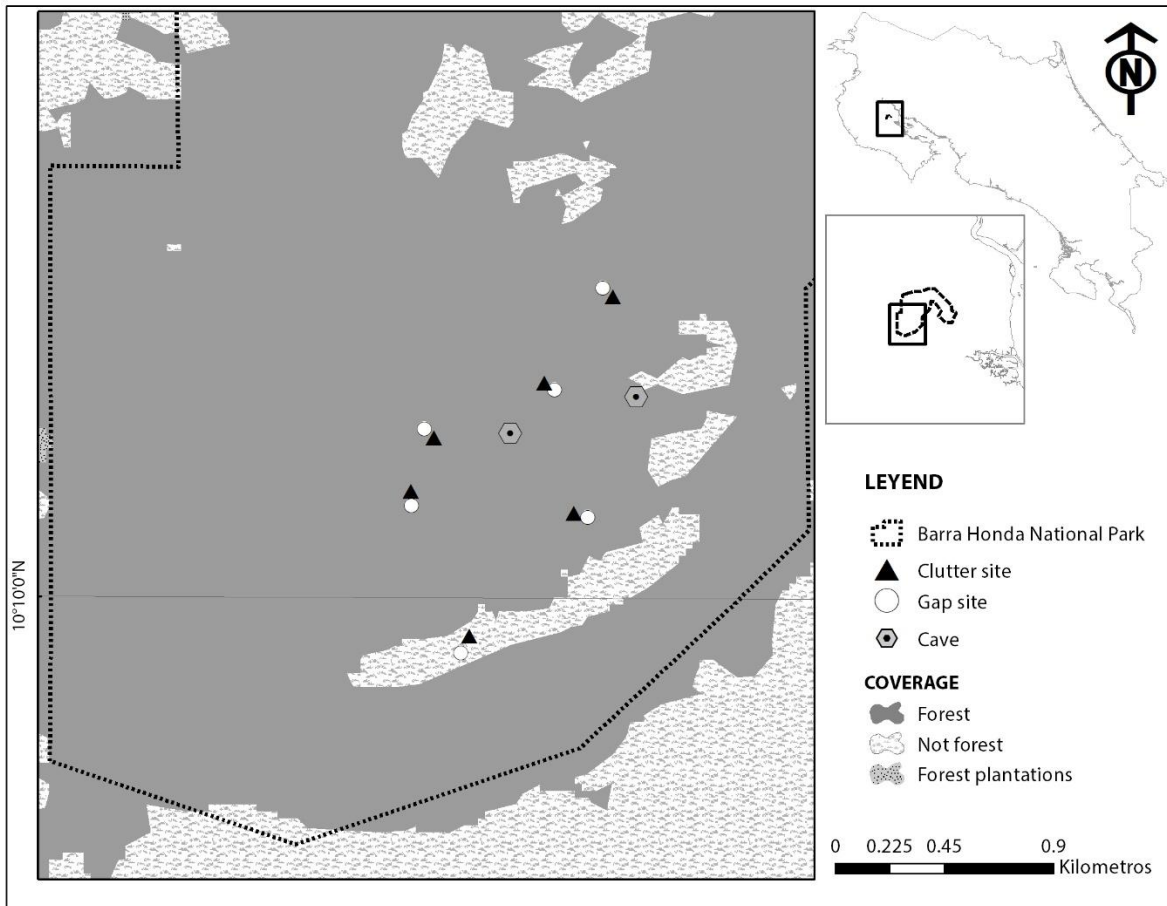 N
10°10'0"N
LEYEND
Barra Honda National Park
Clutter site
Gap site
Cave
COVERAGE
Forest
Not forest
Forest plantations
0 0.225 0.45 0.9
Kilometros